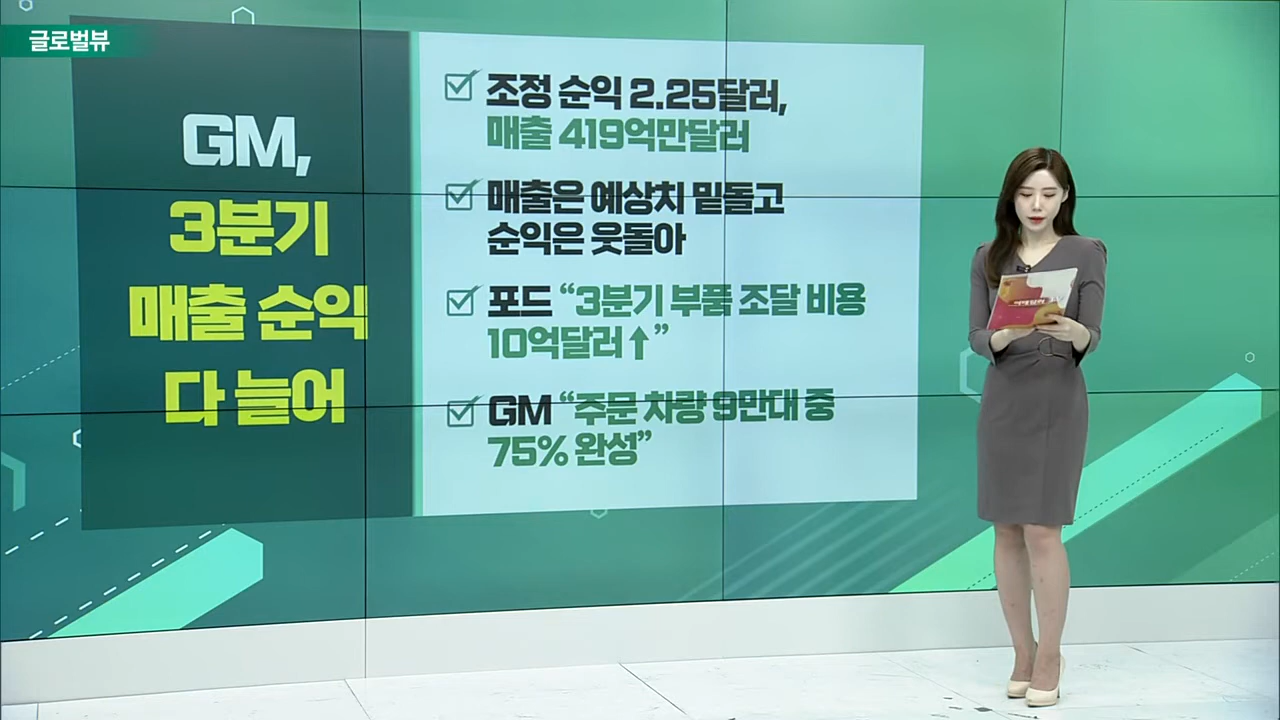 글로벌뷰
GM,
3분기
매출 순익
다 늘어
조정 순익 2.25달러,
매출 419억만달러
매출은 예상치 밑돌고
순익은 웃돌아
포드 “3분기 부품 조달 비용
10억달러↑”
GM “주문 차량 9만대 중
75% 완성”